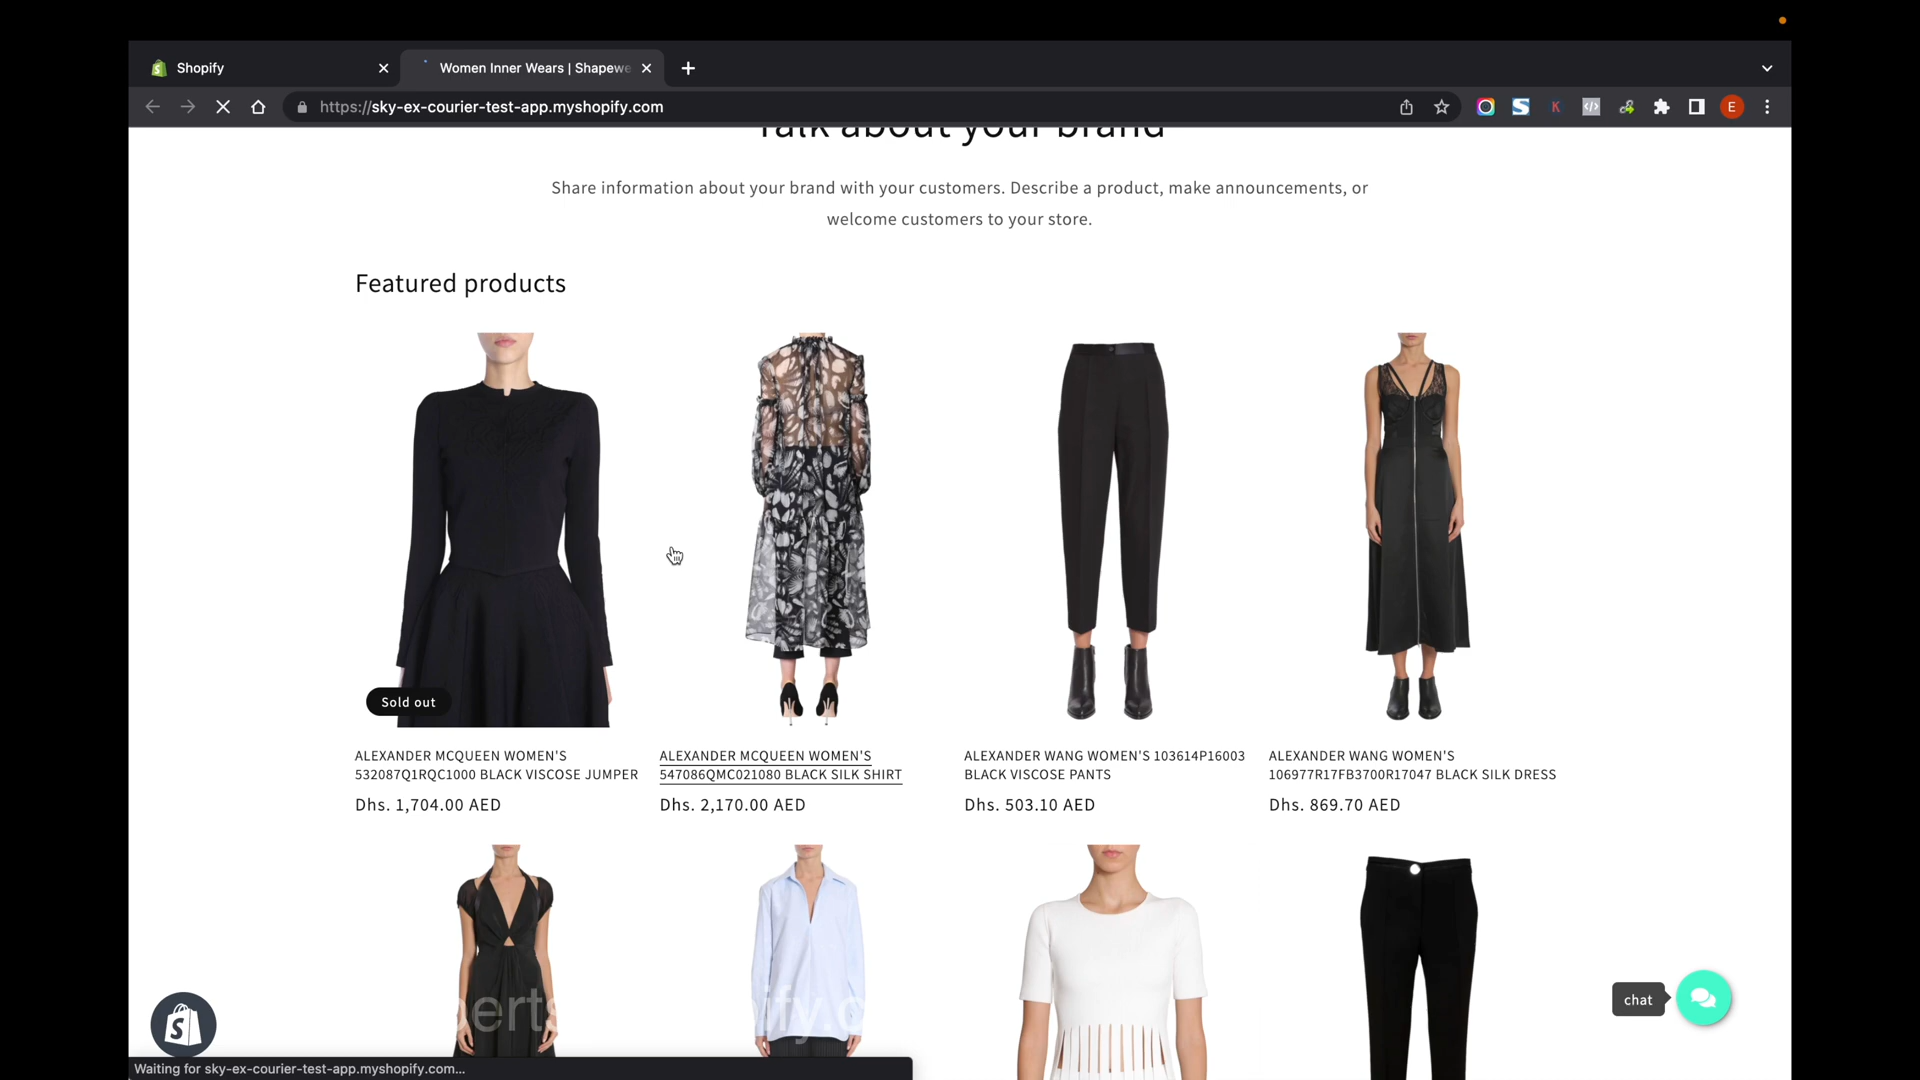 Shopify
Women Inner Wears | Shapewe
https://sky-ex-courier-test-app.myshopify.com
K
E
Talk about your brand
Share information about your brand with your customers. Describe a product, make announcements, or
welcome customers to your store.
Featured products
Sold out
ALEXANDER MCQUEEN WOMEN'S
532087Q1RQC1000 BLACK VISCOSE JUMPER
Dhs. 1,704.00 AED
ALEXANDER MCQUEEN WOMEN'S
547086QMC021080 BLACK SILK SHIRT
Dhs. 2,170.00 AED
ALEXANDER WANG WOMEN'S 103614P16003
BLACK VISCOSE PANTS
Dhs. 503.10 AED
ALEXANDER WANG WOMEN'S
106977R17FB3700R17047 BLACK SILK DRESS
Dhs. 869.70 AED
chat
Waiting for sky-ex-courier-test-app.myshopify.com...